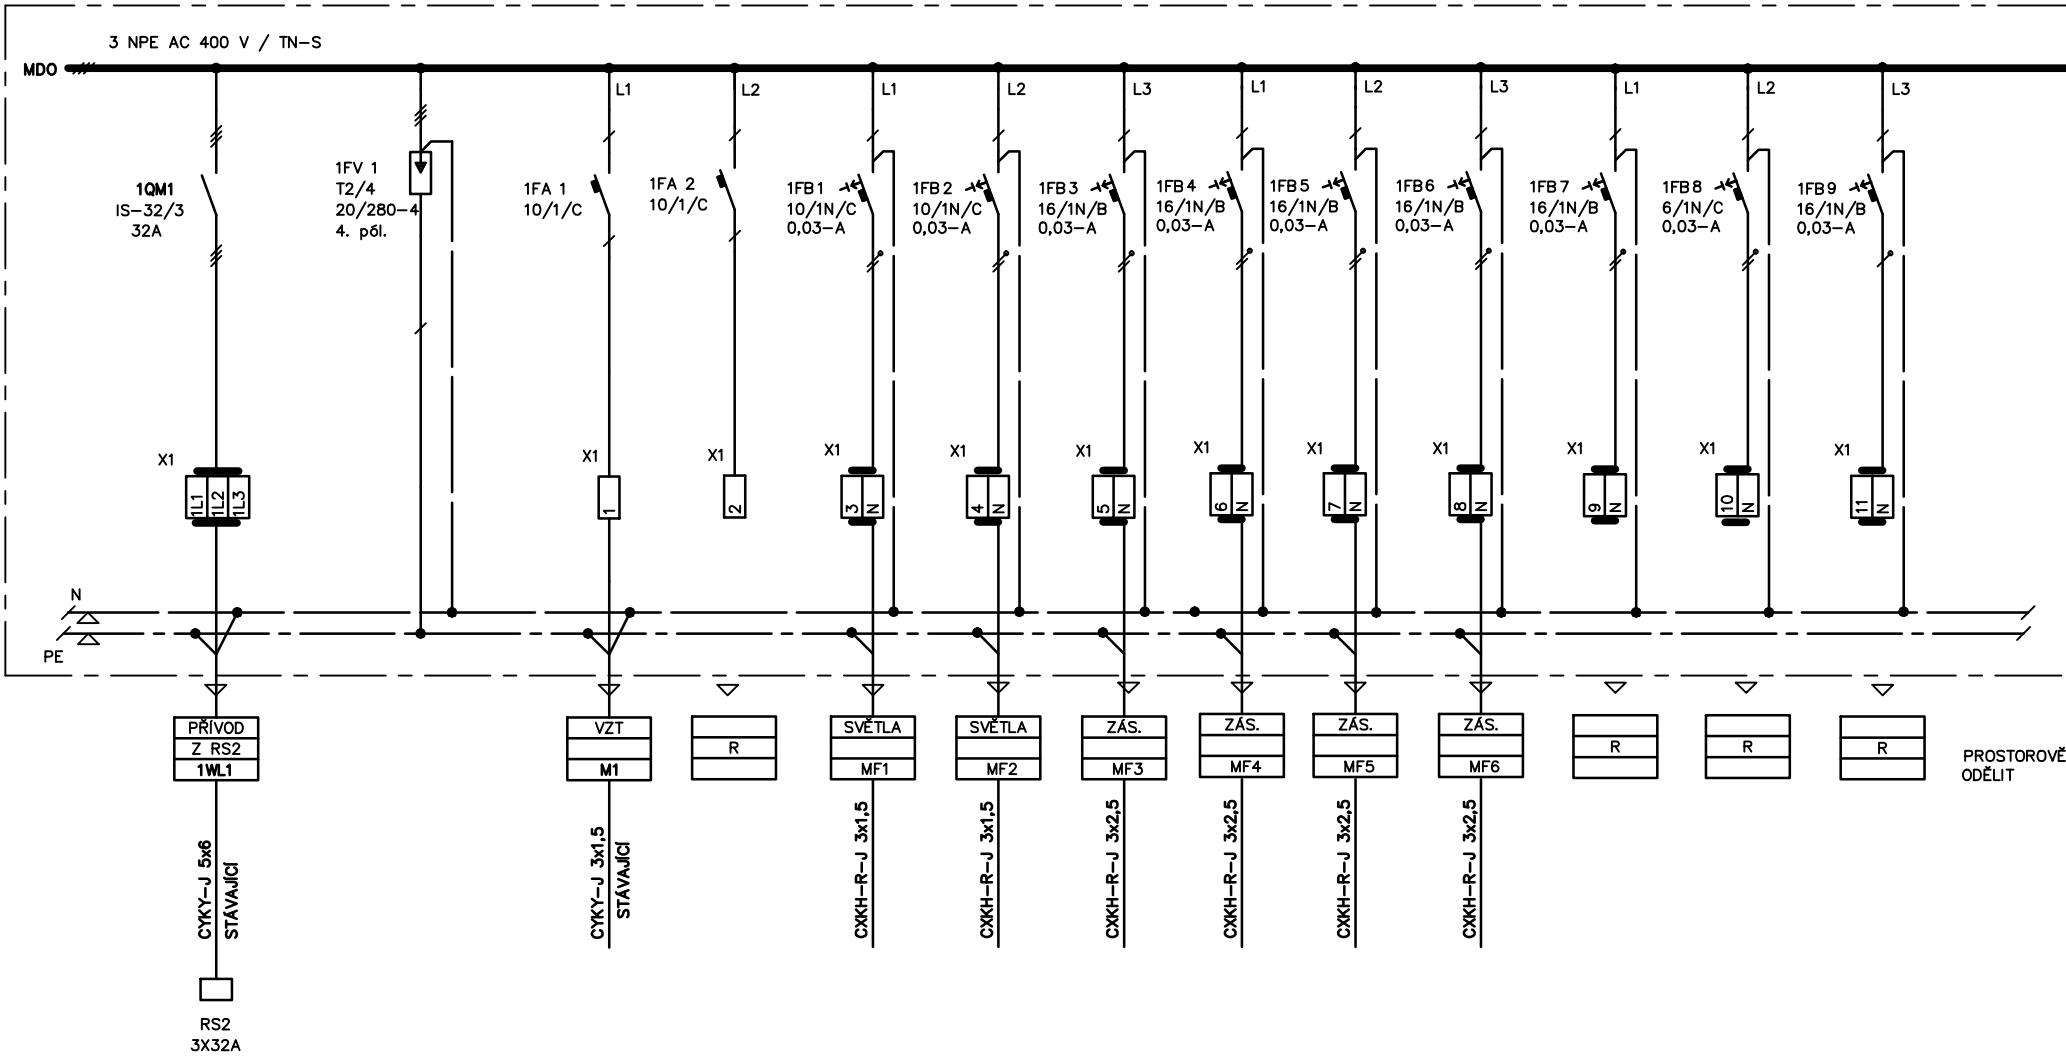 3 NPE AC 400 V / TN-S
MDO
L1
L2
L1
L2
L3
L1
L2
L3
L1
L2
L3
1QM1
IS-32/3
32A
1FV 1
T2/4
20/280-4
4. pól.
1FA 1
10/1/C
1FA 2
10/1/C
1FB1
10/1N/C
0,03-A
1FB2
10/1N/C
0,03-A
1FB3
16/1N/B
0,03-A
1FB4
16/1N/B
0,03-A
1FB5
16/1N/B
0,03-A
1FB6
16/1N/B
0,03-A
1FB7
16/1N/B
0,03-A
1FB8
6/1N/C
0,03-A
1FB9
16/1N/B
0,03-A
X1
1L1
1L2
1L3
X1
1
X1
2
X1
3
N
X1
4
N
X1
5
N
X1
6
N
X1
7
N
X1
8
N
X1
9
N
X1
10
N
X1
11
N
N
PE
PŘÍVOD
Z RS2
1WL1
VZT
M1
R
SVĚTLA
MF1
SVĚTLA
MF2
ZÁS.
MF3
ZÁS.
MF4
ZÁS.
MF5
ZÁS.
MF6
R
R
R
PROSTOROVĚ
ODĚLIT
CYKY-J 5x6
STÁVAJÍCÍ
CYKY-J 3x1,5
STÁVAJÍCÍ
CXKH-R-J 3x1,5
CXKH-R-J 3x1,5
CXKH-R-J 3x2,5
CXKH-R-J 3x2,5
CXKH-R-J 3x2,5
CXKH-R-J 3x2,5
RS2
3X32A